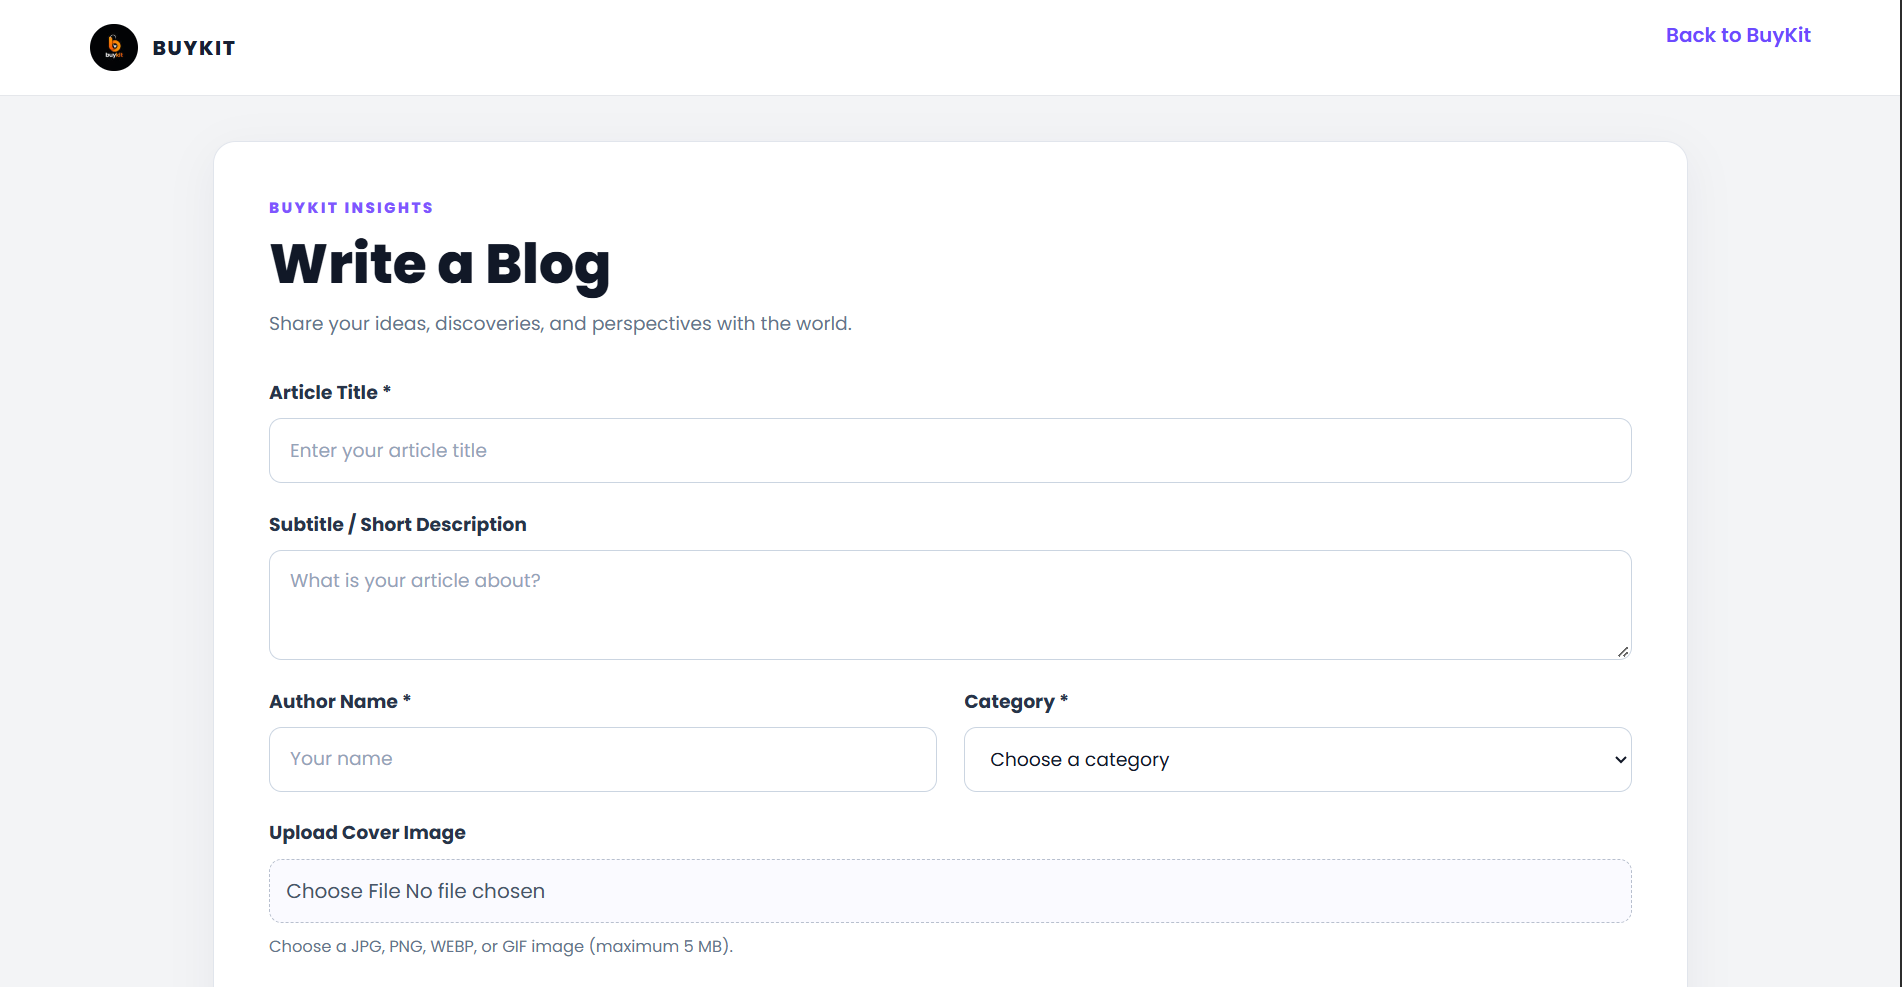 buykit
BUYKIT
Back to BuyKit
BUYKIT INSIGHTS
Write a Blog
Share your ideas, discoveries, and perspectives with the world.
Article Title *
Enter your article title
Subtitle / Short Description
What is your article about?
Author Name *
Category *
Your name
Choose a category
Upload Cover Image
Choose File No file chosen
Choose a JPG, PNG, WEBP, or GIF image (maximum 5 MB).